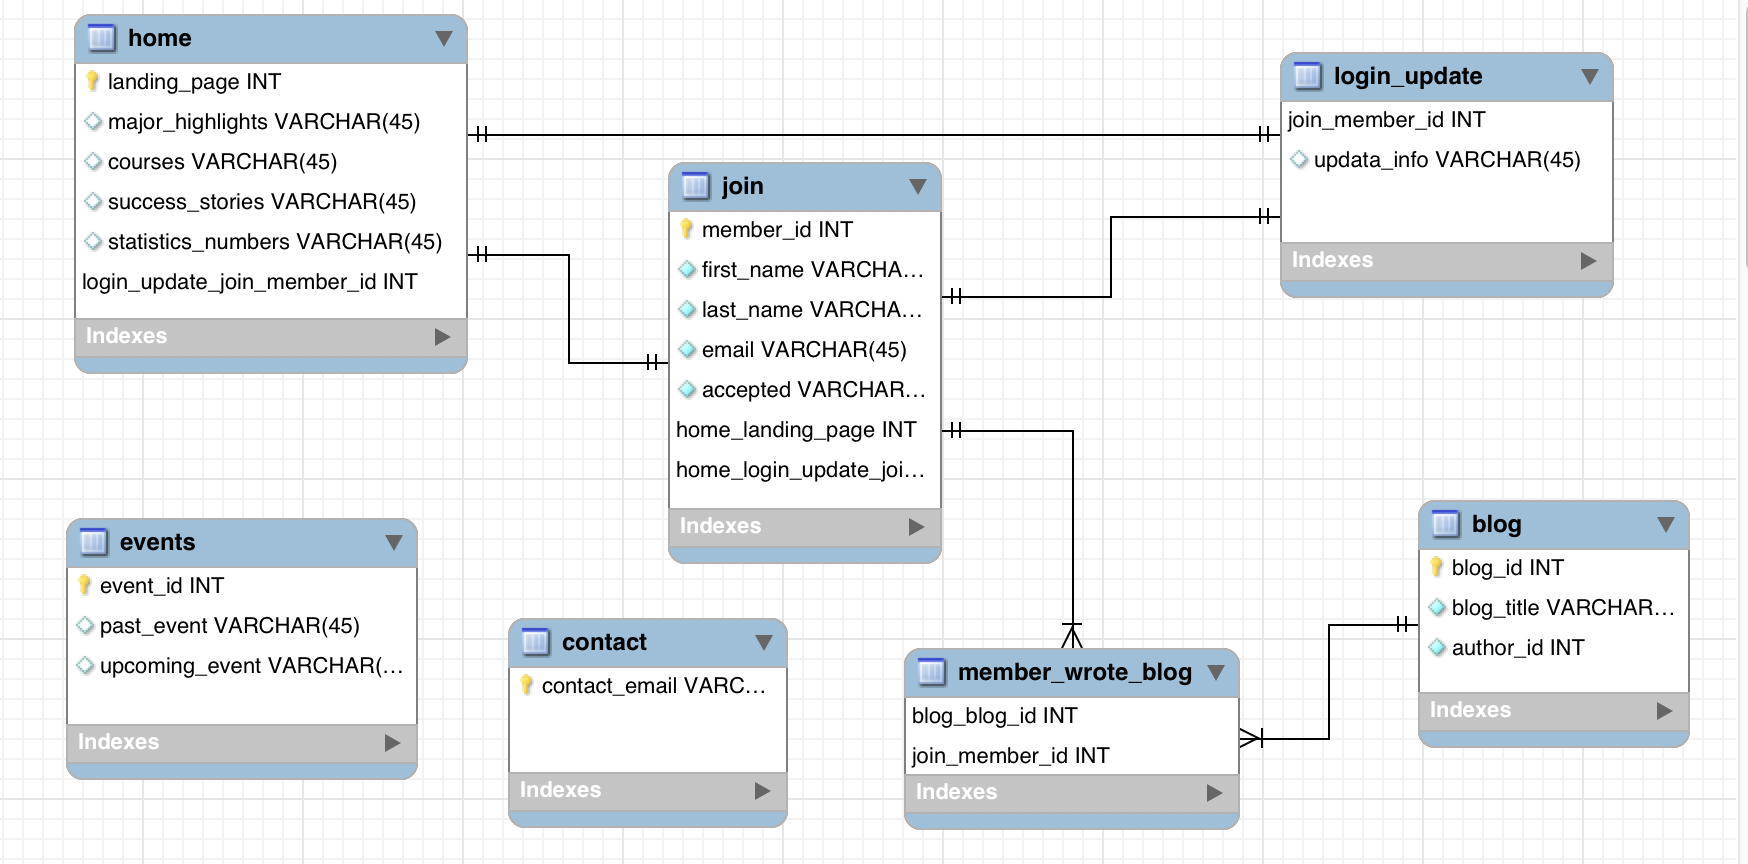 home
landing_page INT
major_highlights VARCHAR(45)
courses VARCHAR(45)
success_stories VARCHAR(45)
statistics_numbers VARCHAR(45)
login_update_join_member_id INT
Indexes
login_update
join_member_id INT
updata_info VARCHAR(45)
Indexes
join
member_id INT
first_name VARCHA...
last_name VARCHA...
email VARCHAR(45)
accepted VARCHAR...
home_landing_page INT
home_login_update_joi...
Indexes
events
event_id INT
past_event VARCHAR(45)
upcoming_event VARCHAR(...
Indexes
contact
contact_email VARC...
Indexes
member_wrote_blog
blog_blog_id INT
join_member_id INT
Indexes
blog
blog_id INT
blog_title VARCHAR...
author_id INT
Indexes